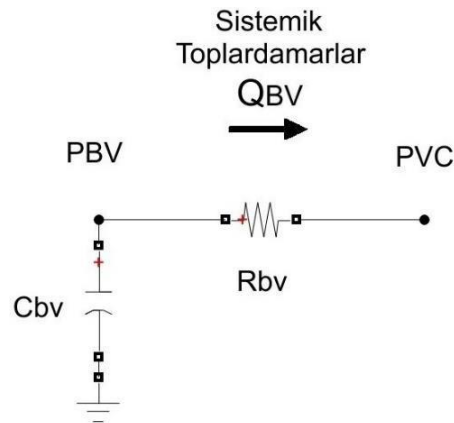 Sistemik
Toplardamarlar
QBV
PBV
PVC
Rbv
Cbv